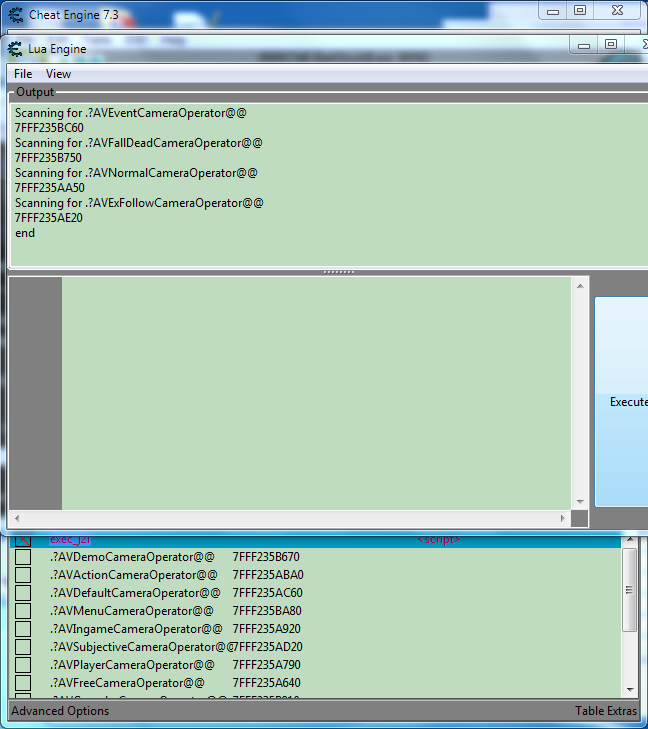 Cheat Engine 7.3
Lua Engine
File View
Output
Scanning for .?AVEventCameraOperator@@
7FFF235BC60
Scanning for .?AVFallDeadCameraOperator@@
7FFF235B750
Scanning for .?AVNormalCameraOperator@@
7FFF235AA50
Scanning for .?AVExFollowCameraOperator@@
7FFF235AE20
end
Execute
<script>
.?AVDemoCameraOperator@@ 7FFF235B670
.?AVActionCameraOperator@@ 7FFF235ABA0
.?AVDefaultCameraOperator@@ 7FFF235AC60
.?AVMenuCameraOperator@@ 7FFF235BA80
.?AVIngameCameraOperator@@ 7FFF235A920
.?AVSubjectiveCameraOperator@ 7FFF235AD20
.?AVPlayerCameraOperator@@ 7FFF235A790
.?AVFreeCameraOperator@@ 7FFF235A640
Advanced Options Table Extras